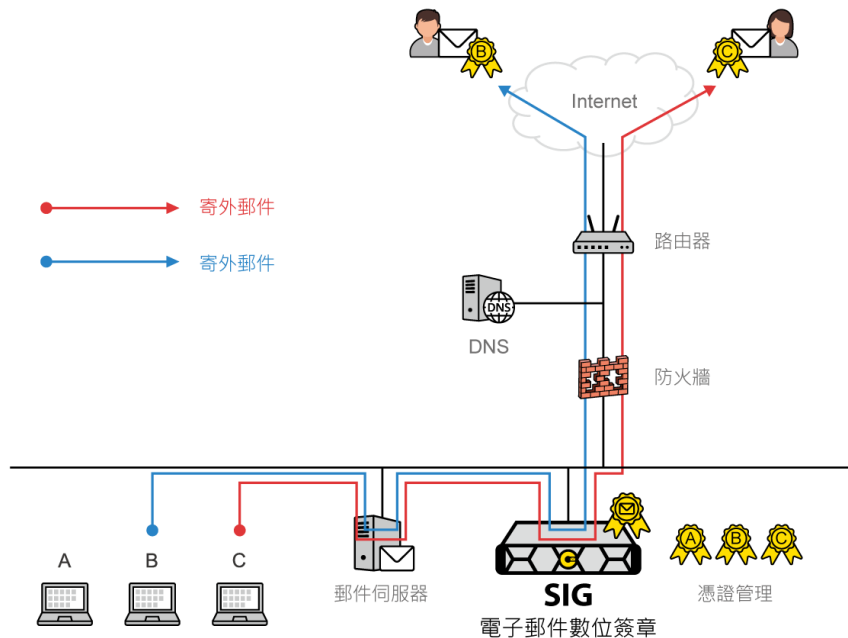 B
C
Internet
寄外郵件
路由器
寄外郵件
DNS
DNS
防火牆
A
B
C
A
B
C
郵件伺服器
SIG
憑證管理
電子郵件數位簽章